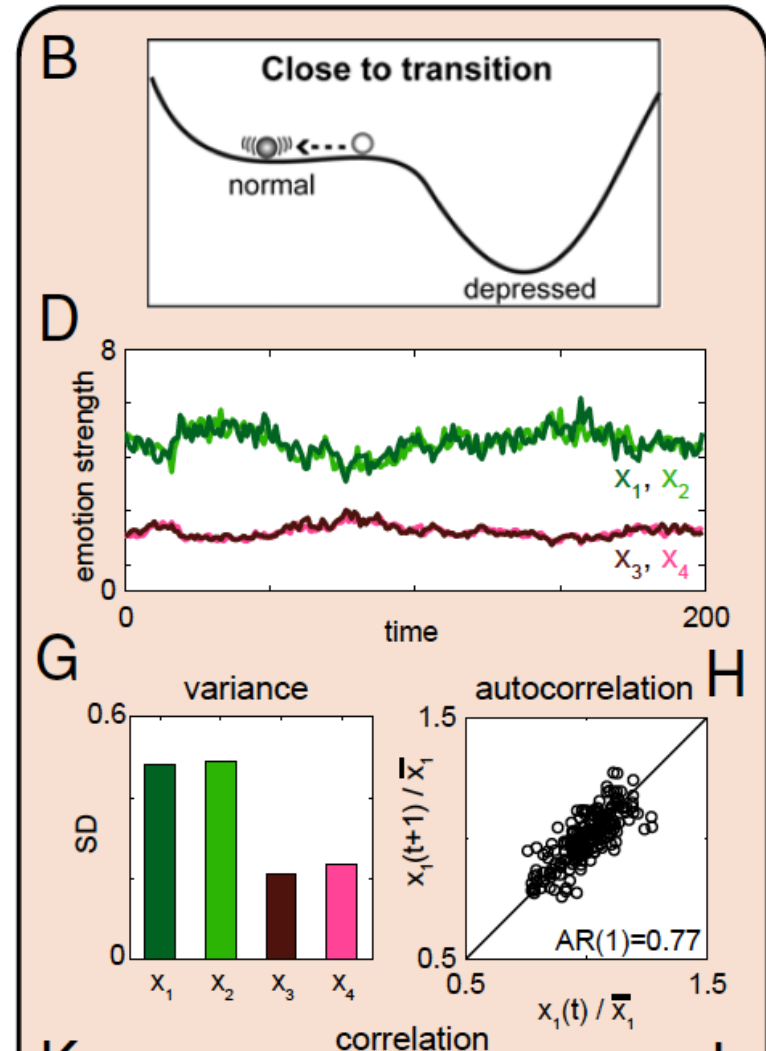 B
Close to transition
normal
depressed
D
8
emotion strength
x₁, x₂
x₃, x₄
0
0
200
time
G
variance
0.6
SD
0
x₁ x₂ x₃ x₄
autocorrelation
H
1.5
x₁(t+1) / x̄₁
AR(1)=0.77
0.5
0.5
1.5
x₁(t) / x̄₁
correlation